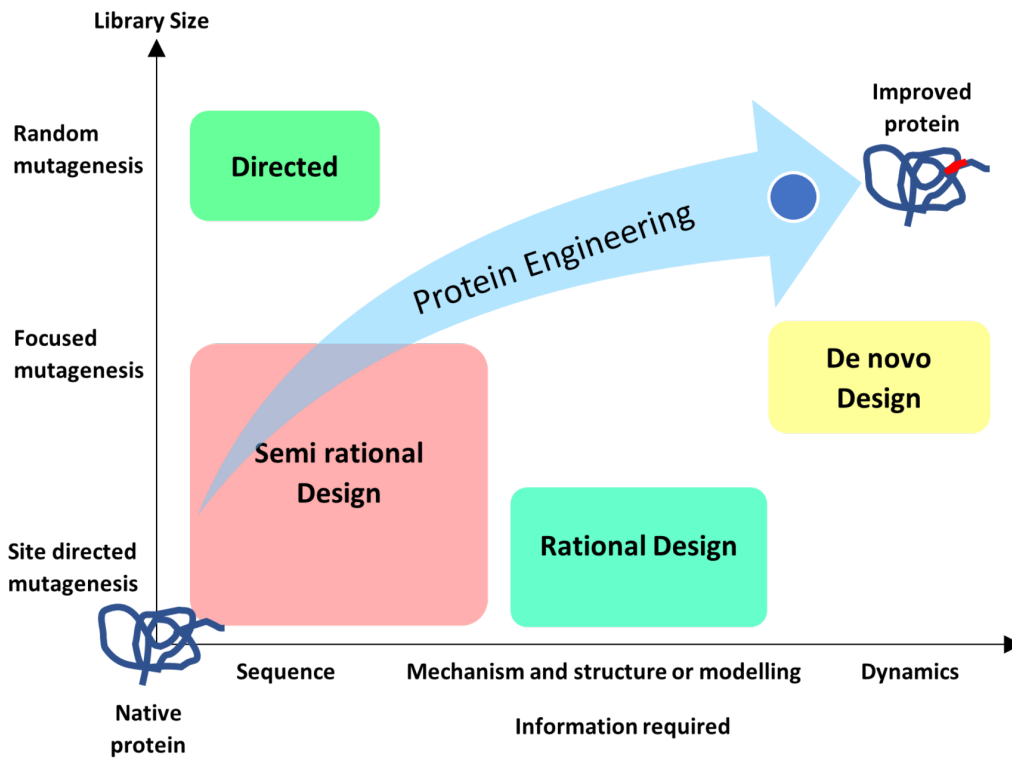 Library Size
Random
mutagenesis
Directed
Improved
protein
Protein Engineering
Focused
mutagenesis
De novo
Design
Semi rational
Design
Rational Design
Site directed
mutagenesis
Sequence
Mechanism and structure or modelling
Dynamics
Native
protein
Information required